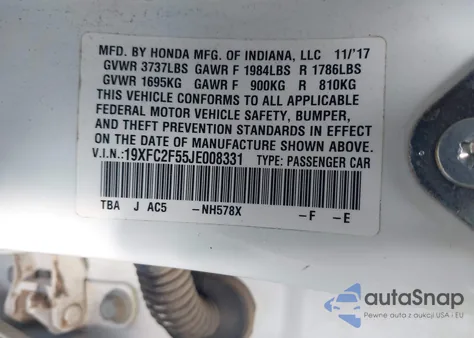 MFD. BY HONDA MFG. OF INDIANA, LLC 11/'17
GVWR 3737LBS GAWR F 1984LBS R 1786LBS
GVWR 1695KG GAWR F 900KG R 810KG
THIS VEHICLE CONFORMS TO ALL APPLICABLE
FEDERAL MOTOR VEHICLE SAFETY, BUMPER,
AND THEFT PREVENTION STANDARDS IN EFFECT
ON THE DATE OF MANUFACTURE SHOWN ABOVE.
V.I.N.:19XFC2F55JE008331 TYPE: PASSENGER CAR
TBA J AC5 –NH578X –F –E
autoSnap
Pewne auta z aukcji USA i EU